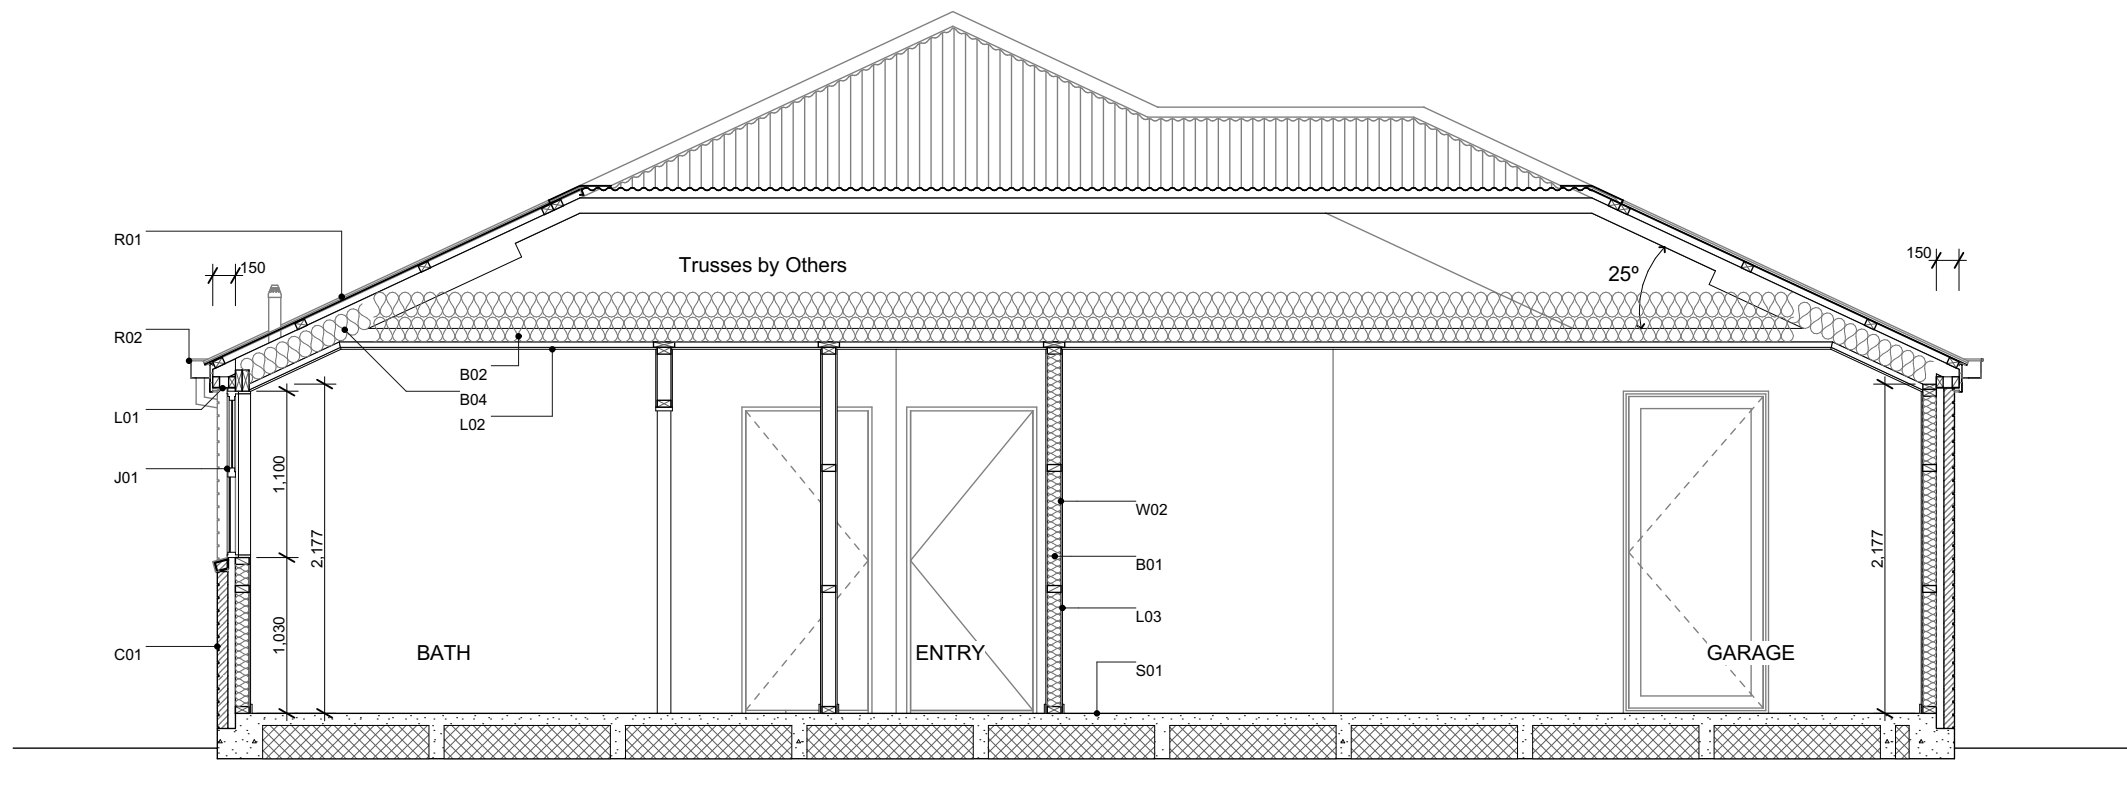 R01
150
Trusses by Others
25º
150
R02
B02
B04
L02
L01
J01
1,100
2,177
1,030
C01
W02
B01
L03
S01
2,177
BATH
ENTRY
GARAGE